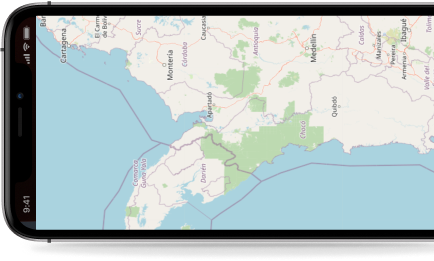 9:41
Cartagena
El Carmen
de Bolívar
Sucre
Montería
Córdoba
Caucasia
Antioquia
Medellín
Caldas
Manizales
Pereira
Armenia
Ibagué
Tolima
Valle del
Apartadó
Quibdó
Chocó
Darién
Comarca
Guna Yala